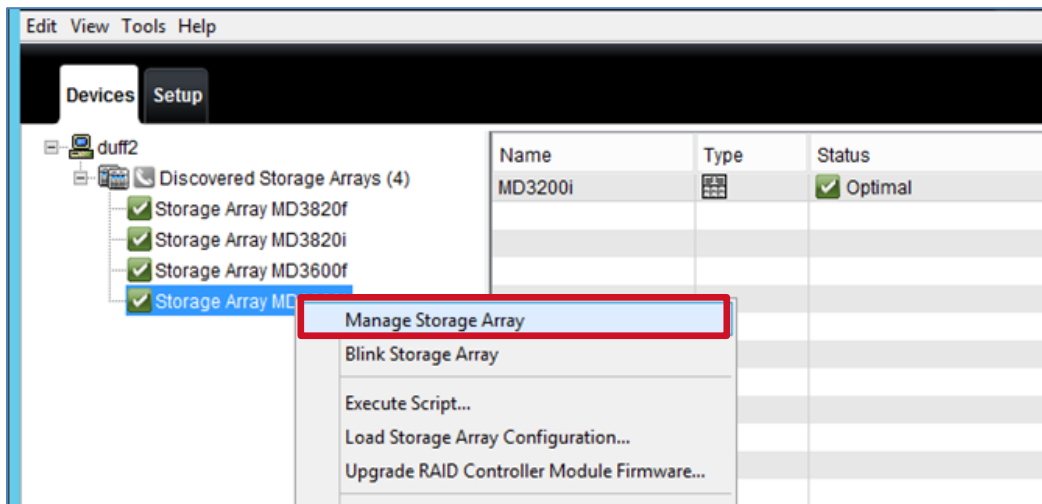 Edit View Tools Help
Devices Setup
duff2
Discovered Storage Arrays (4)
Storage Array MD3820f
Storage Array MD3820i
Storage Array MD3600f
Storage Array
Name Type Status
MD3200i Optimal
Manage Storage Array
Blink Storage Array
Execute Script...
Load Storage Array Configuration...
Upgrade RAID Controller Module Firmware...